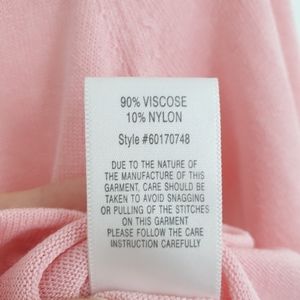 90% VISCOSE
10% NYLON
Style #60170748
DUE TO THE NATURE OF
THE MANUFACTURE OF THIS
GARMENT, CARE SHOULD BE
TAKEN TO AVOID SNAGGING
OR PULLING OF THE STITCHES
ON THIS GARMENT
PLEASE FOLLOW THE CARE
INSTRUCTION CAREFULLY